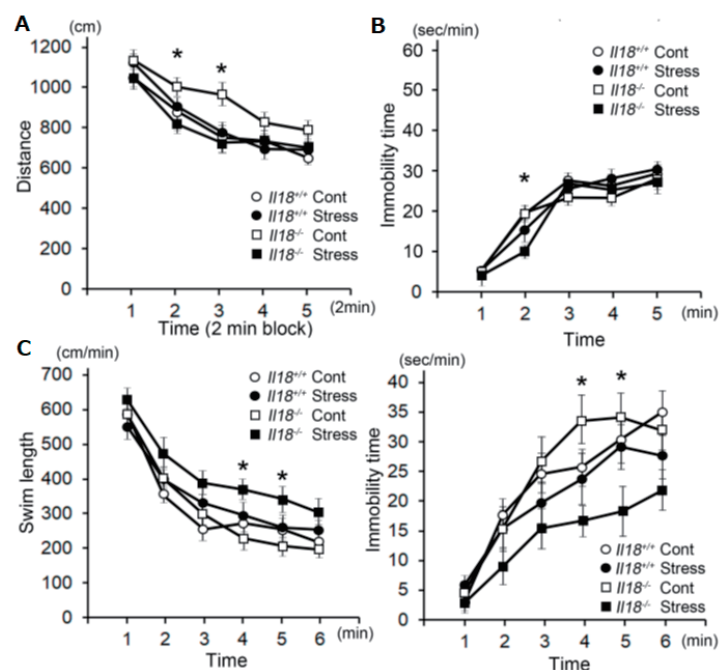 A
(cm)
1200
1000
800
600
400
200
0
Distance
*
*
Il18+/+ Cont
Il18+/+ Stress
Il18-/- Cont
Il18-/- Stress
1 2 3 4 5 (2min)
Time (2 min block)
B
(sec/min)
60
50
40
30
20
10
0
Immobility time
Il18+/+ Cont
Il18+/+ Stress
Il18-/- Cont
Il18-/- Stress
*
1 2 3 4 5 (min)
Time
C
(cm/min)
700
600
500
400
300
200
100
0
Swim length
Il18+/+ Cont
Il18+/+ Stress
Il18-/- Cont
Il18-/- Stress
*
*
1 2 3 4 5 6 (min)
Time
(sec/min)
40
35
30
25
20
15
10
5
0
Immobility time
*
*
Il18+/+ Cont
Il18+/+ Stress
Il18-/- Cont
Il18-/- Stress
1 2 3 4 5 6 (min)
Time